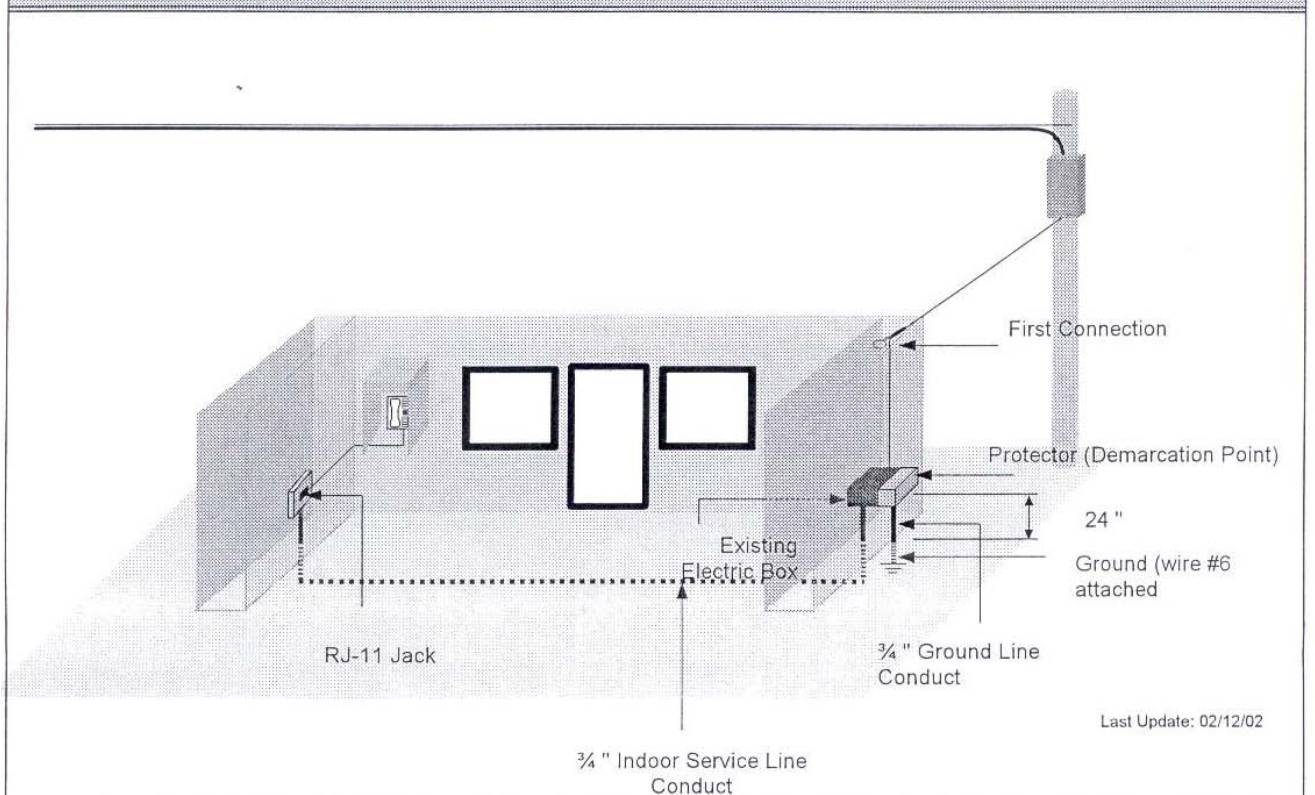 First Connection
Protector (Demarcation Point)
24 "
Existing
Electric Box
Ground (wire #6
attached
RJ-11 Jack
¾ " Ground Line
Conduct
Last Update: 02/12/02
¾ " Indoor Service Line
Conduct